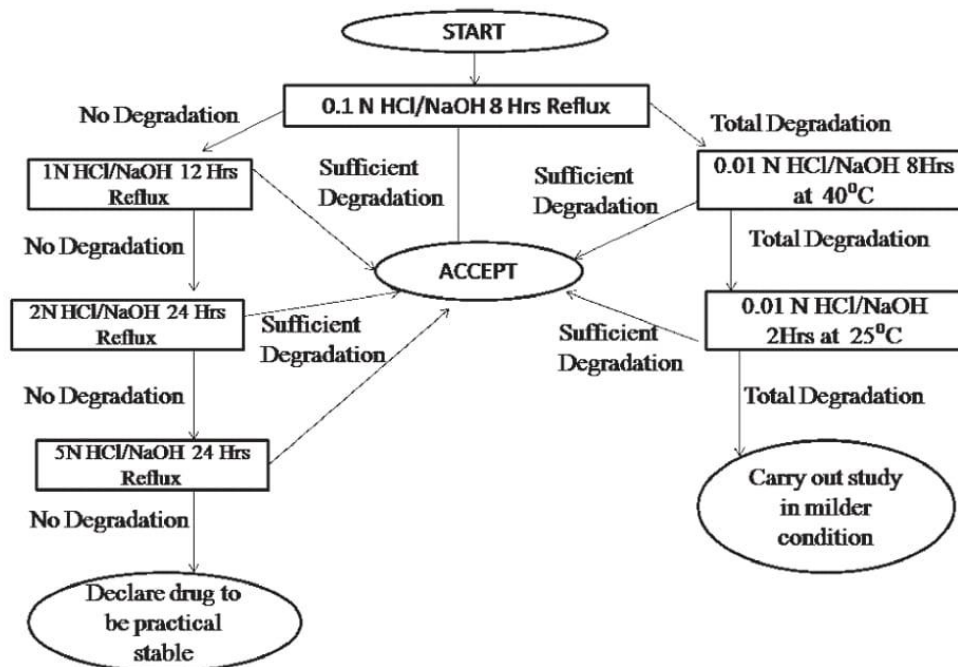 START
0.1 N HCl/NaOH 8 Hrs Reflux
No Degradation
Total Degradation
1N HCl/NaOH 12 Hrs
Reflux
Sufficient
Degradation
Sufficient
Degradation
0.01 N HCl/NaOH 8Hrs
at 40⁰C
No Degradation
Total Degradation
ACCEPT
2N HCl/NaOH 24 Hrs
Reflux
Sufficient
Degradation
Sufficient
Degradation
0.01 N HCl/NaOH
2Hrs at 25⁰C
No Degradation
Total Degradation
5N HCl/NaOH 24 Hrs
Reflux
Carry out study
in milder
condition
No Degradation
Declare drug to
be practical
stable